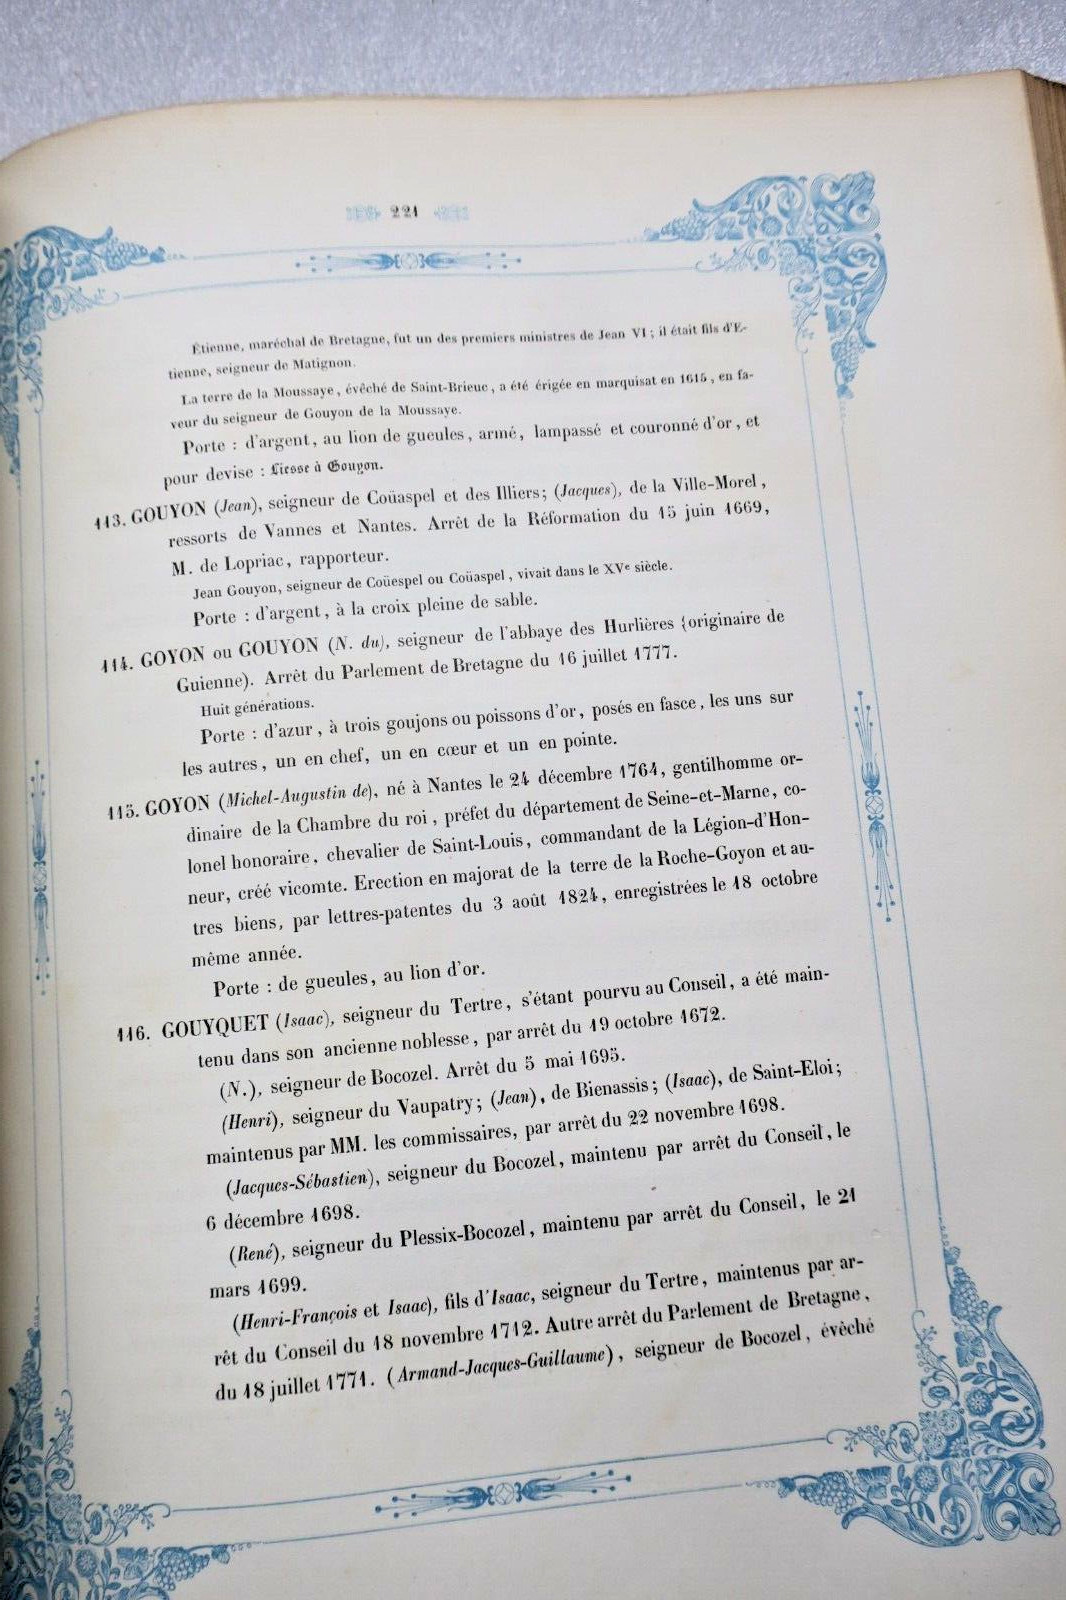 221
Étienne, maréchal de Bretagne, fut un des premiers ministres de Jean VI ; il était fils d'E-
tienne, seigneur de Matignon.
La terre de la Moussaye, évêché de Saint-Brieuc, a été érigée en marquisat en 1615, en fa-
veur du seigneur de Gouyon de la Moussaye.
Porte : d'argent, au lion de gueules, armé, lampassé et couronné d'or, et
pour devise : Liesse à Gouyon.
113. GOUYON (Jean), seigneur de Coüaspel et des Illiers; (Jacques), de la Ville-Morel,
ressorts de Vannes et Nantes. Arrêt de la Réformation du 15 juin 1669,
M. de Lopriac, rapporteur.
Jean Gouyon, seigneur de Coüespel ou Coüaspel, vivait dans le XVe siècle.
Porte : d'argent, à la croix pleine de sable.
114. GOYON ou GOUYON (N. du), seigneur de l'abbaye des Hurlières (originaire de
Guienne). Arrêt du Parlement de Bretagne du 16 juillet 1777.
Huit générations.
Porte : d'azur, à trois goujons ou poissons d'or, posés en fasce, les uns sur
les autres, un en chef, un en cœur et un en pointe.
115. GOYON (Michel-Augustin de), né à Nantes le 24 décembre 1764, gentilhomme or-
dinaire de la Chambre du roi, préfet du département de Seine-et-Marne, co-
lonel honoraire, chevalier de Saint-Louis, commandant de la Légion-d'Hon-
neur, créé vicomte. Erection en majorat de la terre de la Roche-Goyon et au-
tres biens, par lettres-patentes du 3 août 1824, enregistrées le 18 octobre
même année.
Porte : de gueules, au lion d'or.
116. GOUYQUET (Isaac), seigneur du Tertre, s'étant pourvu au Conseil, a été main-
tenu dans son ancienne noblesse, par arrêt du 19 octobre 1672.
(N.), seigneur de Bocozel. Arrêt du 5 mai 1695.
(Henri), seigneur du Vaupatry; (Jean), de Bienassis; (Isaac), de Saint-Eloi;
maintenus par MM. les commissaires, par arrêt du 22 novembre 1698.
(Jacques-Sébastien), seigneur du Bocozel, maintenu par arrêt du Conseil, le
6 décembre 1698.
(René), seigneur du Plessix-Bocozel, maintenu par arrêt du Conseil, le 21
mars 1699.
(Henri-François et Isaac), fils d'Isaac, seigneur du Tertre, maintenus par ar-
rêt du Conseil du 18 novembre 1712. Autre arrêt du Parlement de Bretagne,
du 18 juillet 1771. (Armand-Jacques-Guillaume), seigneur de Bocozel, évêché